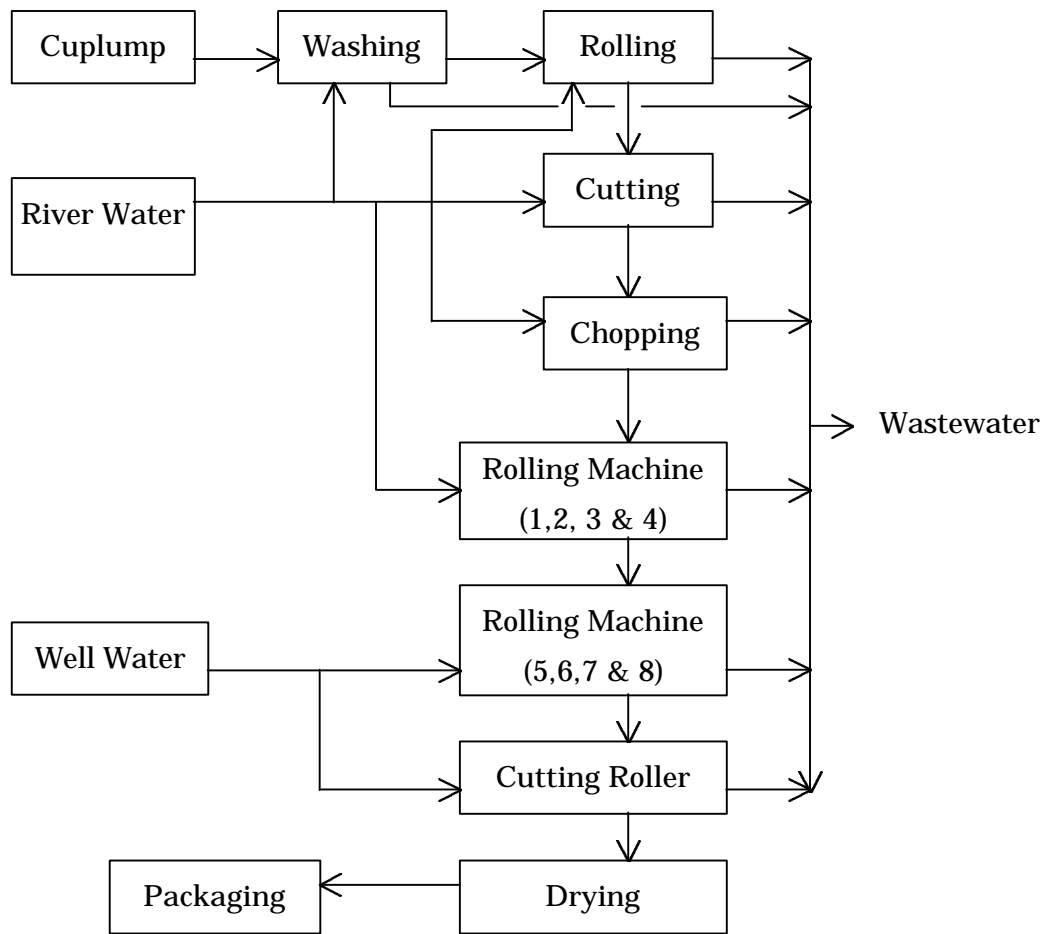 Cuplump
Washing
Rolling
River Water
Cutting
Chopping
Wastewater
Rolling Machine
(1,2, 3 & 4)
Rolling Machine
(5,6,7 & 8)
Well Water
Cutting Roller
Packaging
Drying